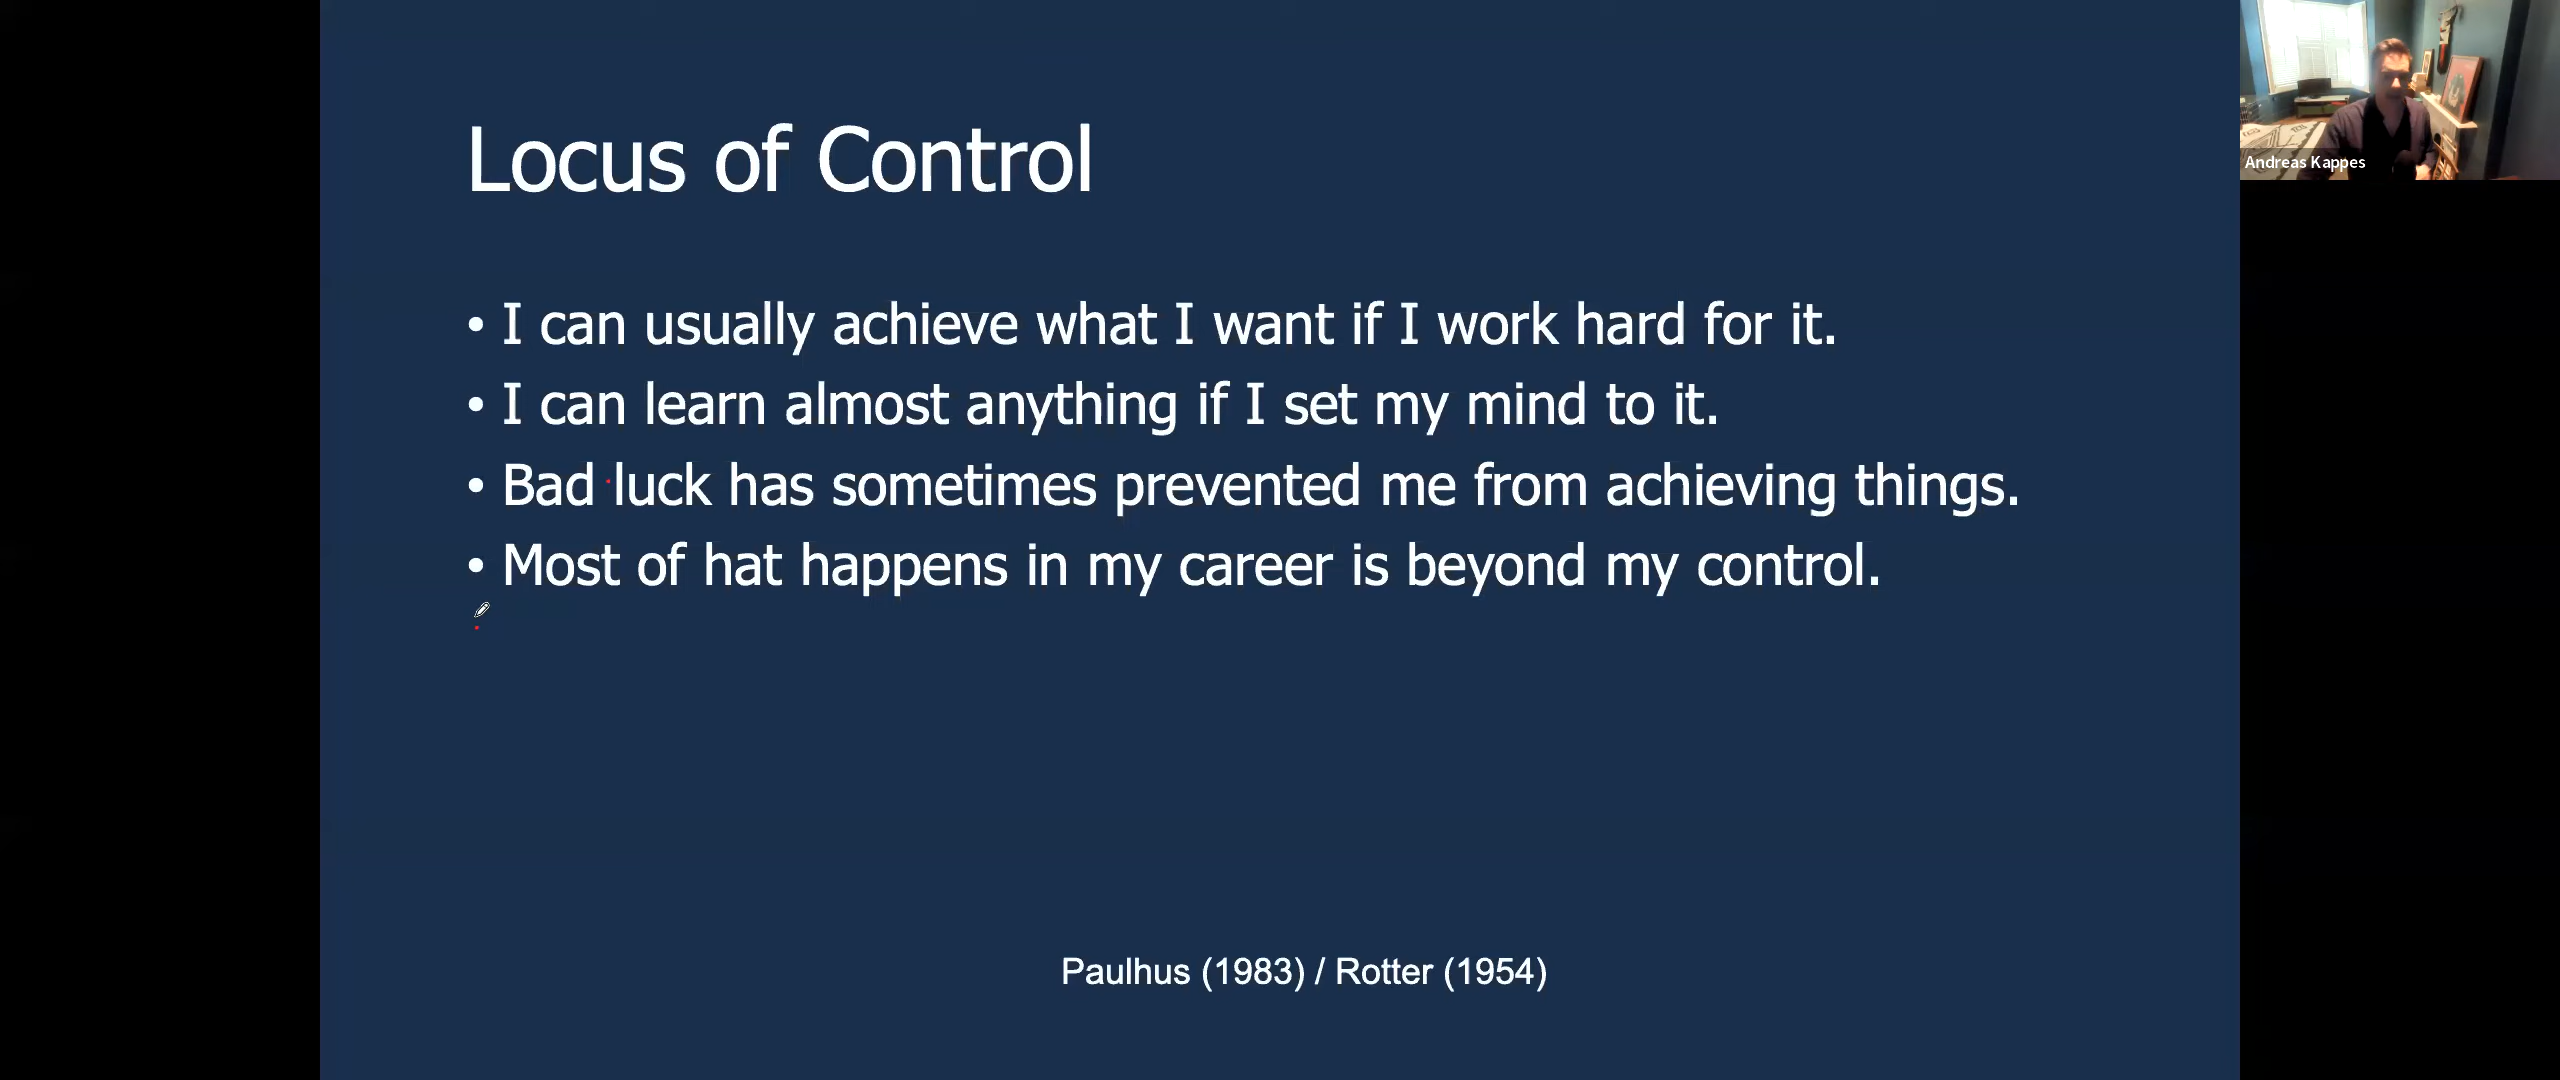 Locus of Control
• I can usually achieve what I want if I work hard for it.
• I can learn almost anything if I set my mind to it.
• Bad luck has sometimes prevented me from achieving things.
• Most of hat happens in my career is beyond my control.
Paulhus (1983) / Rotter (1954)
Andreas Kappes